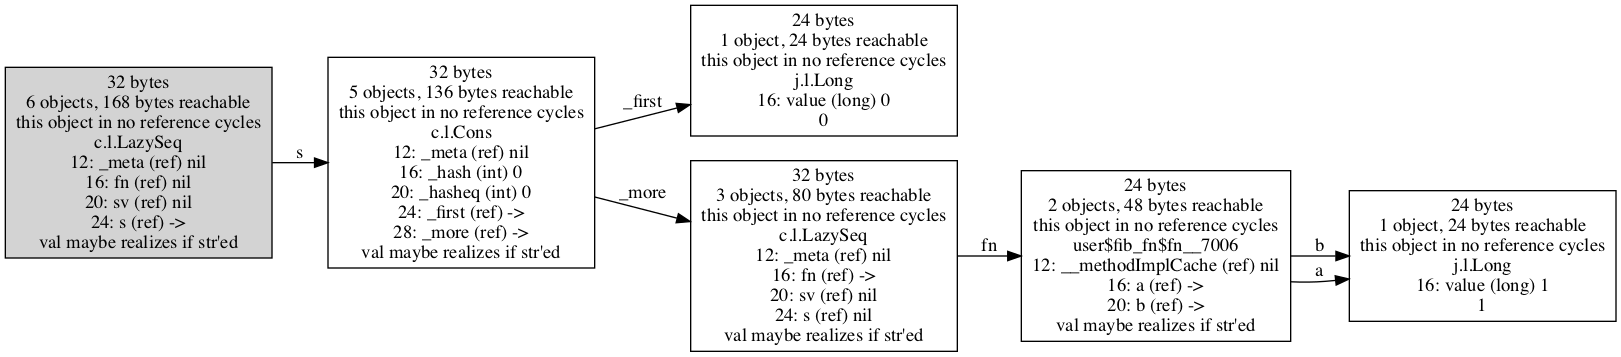 32 bytes
6 objects, 168 bytes reachable
this object in no reference cycles
c.l.LazySeq
12: _meta (ref) nil
16: fn (ref) nil
20: sv (ref) nil
24: s (ref) ->
val maybe realizes if str'ed
s
32 bytes
5 objects, 136 bytes reachable
this object in no reference cycles
c.l.Cons
12: _meta (ref) nil
16: _hash (int) 0
20: _hasheq (int) 0
24: _first (ref) ->
28: _more (ref) ->
val maybe realizes if str'ed
_first
24 bytes
1 object, 24 bytes reachable
this object in no reference cycles
j.l.Long
16: value (long) 0
0
_more
32 bytes
3 objects, 80 bytes reachable
this object in no reference cycles
c.l.LazySeq
12: _meta (ref) nil
16: fn (ref) ->
20: sv (ref) nil
24: s (ref) nil
val maybe realizes if str'ed
fn
24 bytes
2 objects, 48 bytes reachable
this object in no reference cycles
user$fib_fn$fn__7006
12: __methodImplCache (ref) nil
16: a (ref) ->
20: b (ref) ->
val maybe realizes if str'ed
b
a
24 bytes
1 object, 24 bytes reachable
this object in no reference cycles
j.l.Long
16: value (long) 1
1